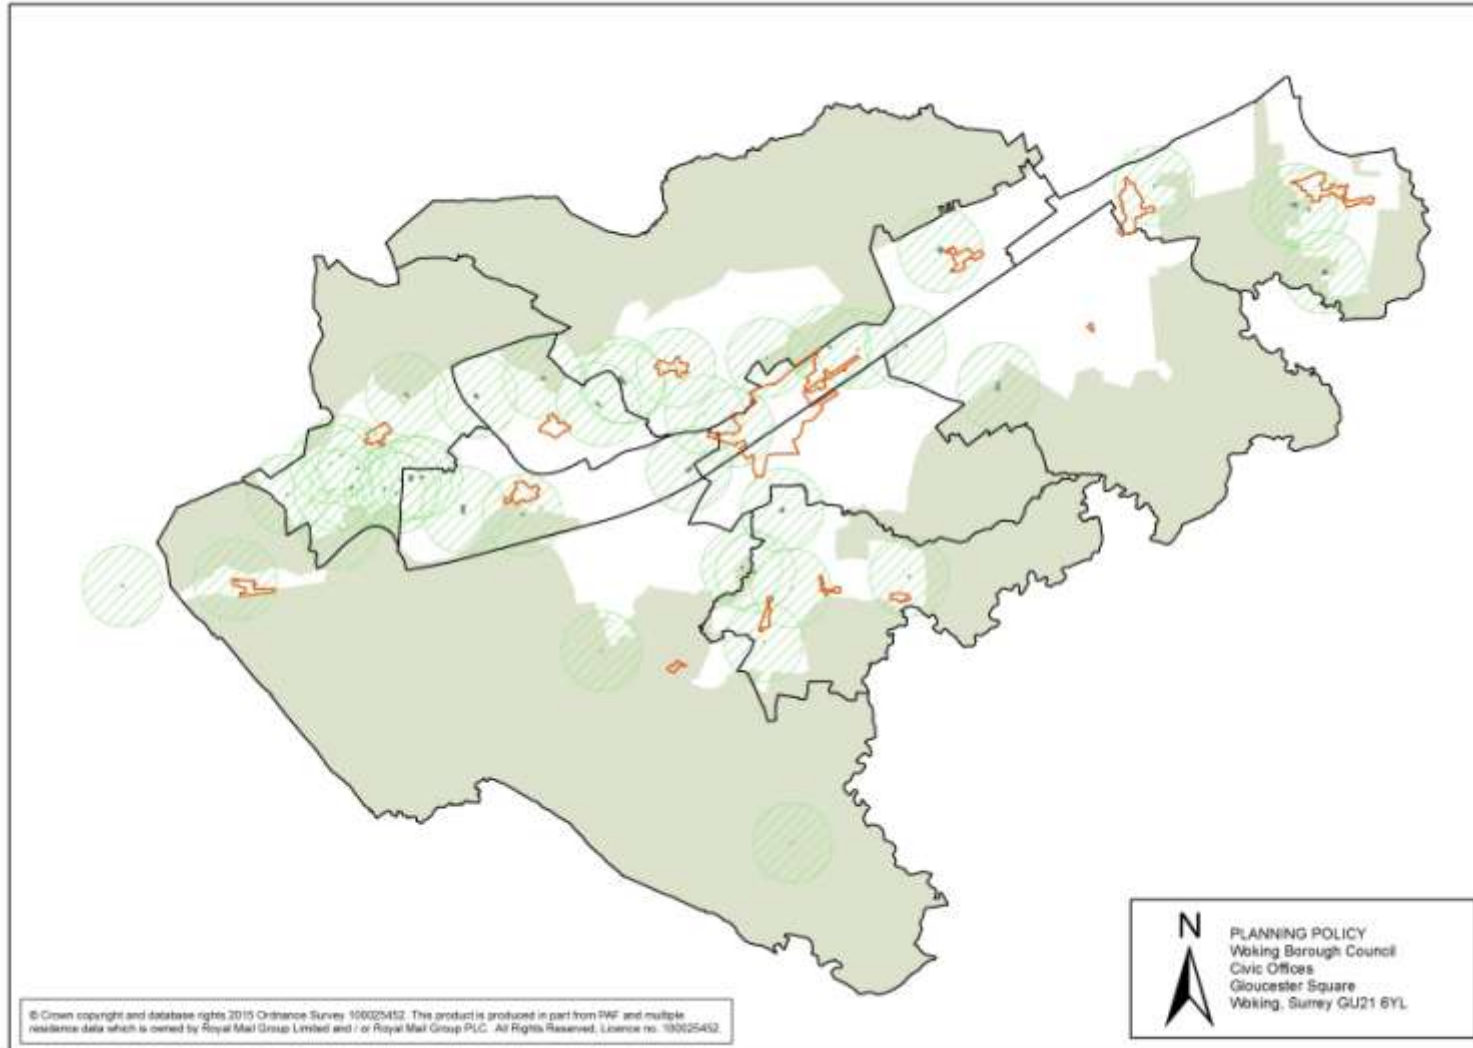 N
PLANNING POLICY
Woking Borough Council
Civic Offices
Gloucester Square
Woking, Surrey GU21 6YL
© Crown copyright and database rights 2015 Ordnance Survey 100025452. This product is produced in part from PAF and multiple
residence data which is owned by Royal Mail Group Limited and / or Royal Mail Group PLC. All Rights Reserved, Licence no. 100025452.